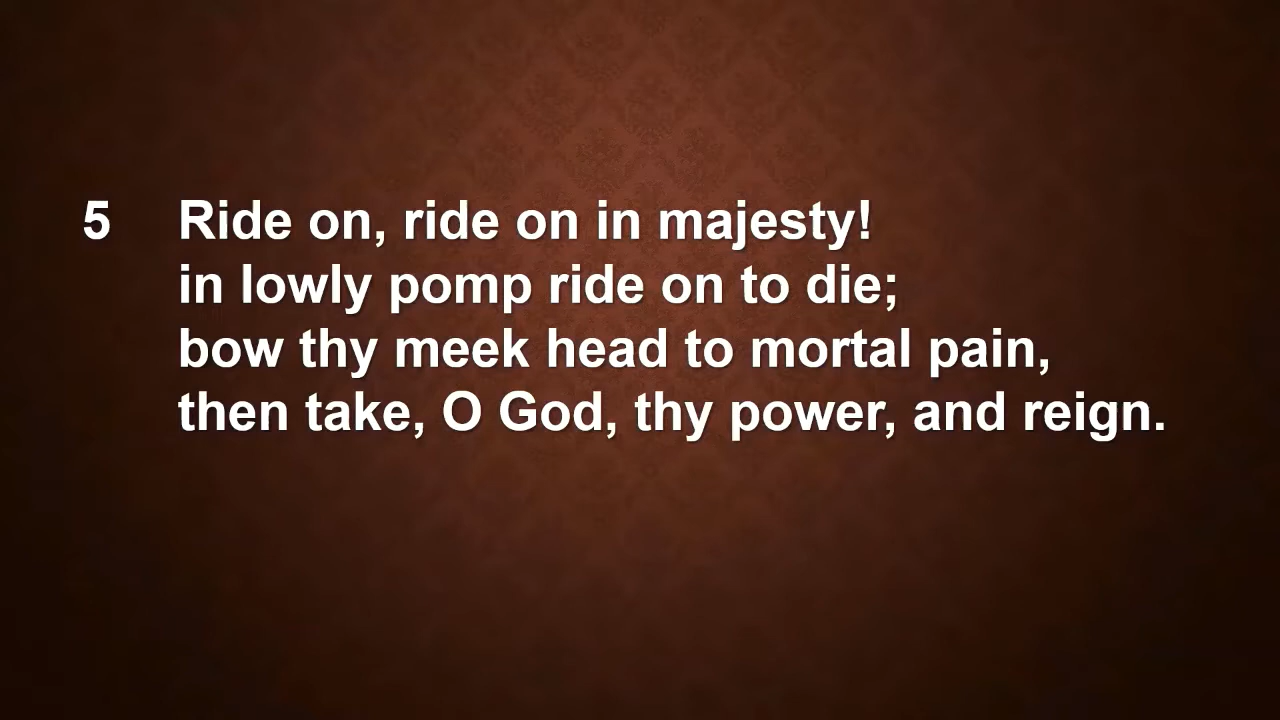 5 Ride on, ride on in majesty!
in lowly pomp ride on to die;
bow thy meek head to mortal pain,
then take, O God, thy power, and reign.